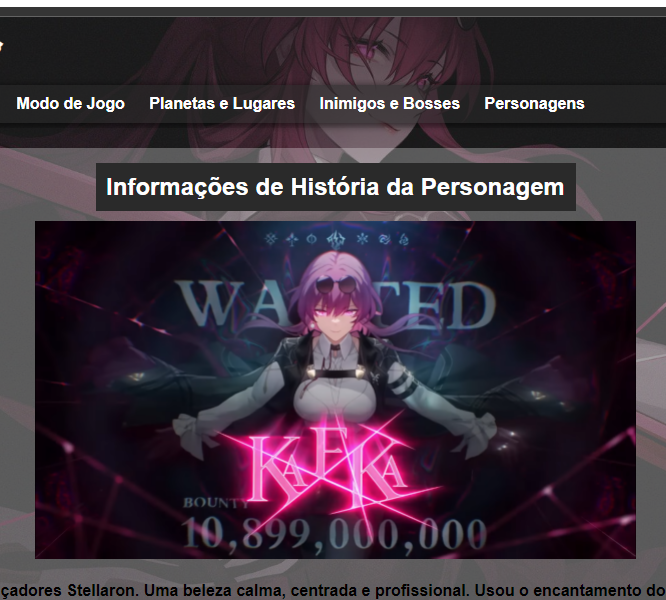 Modo de Jogo Planetas e Lugares Inimigos e Bosses Personagens
Informações de História da Personagem
WANTED
KAFKA
BOUNTY
10,899,000,000
çadores Stellaron. Uma beleza calma, centrada e profissional. Usou o encantamento do